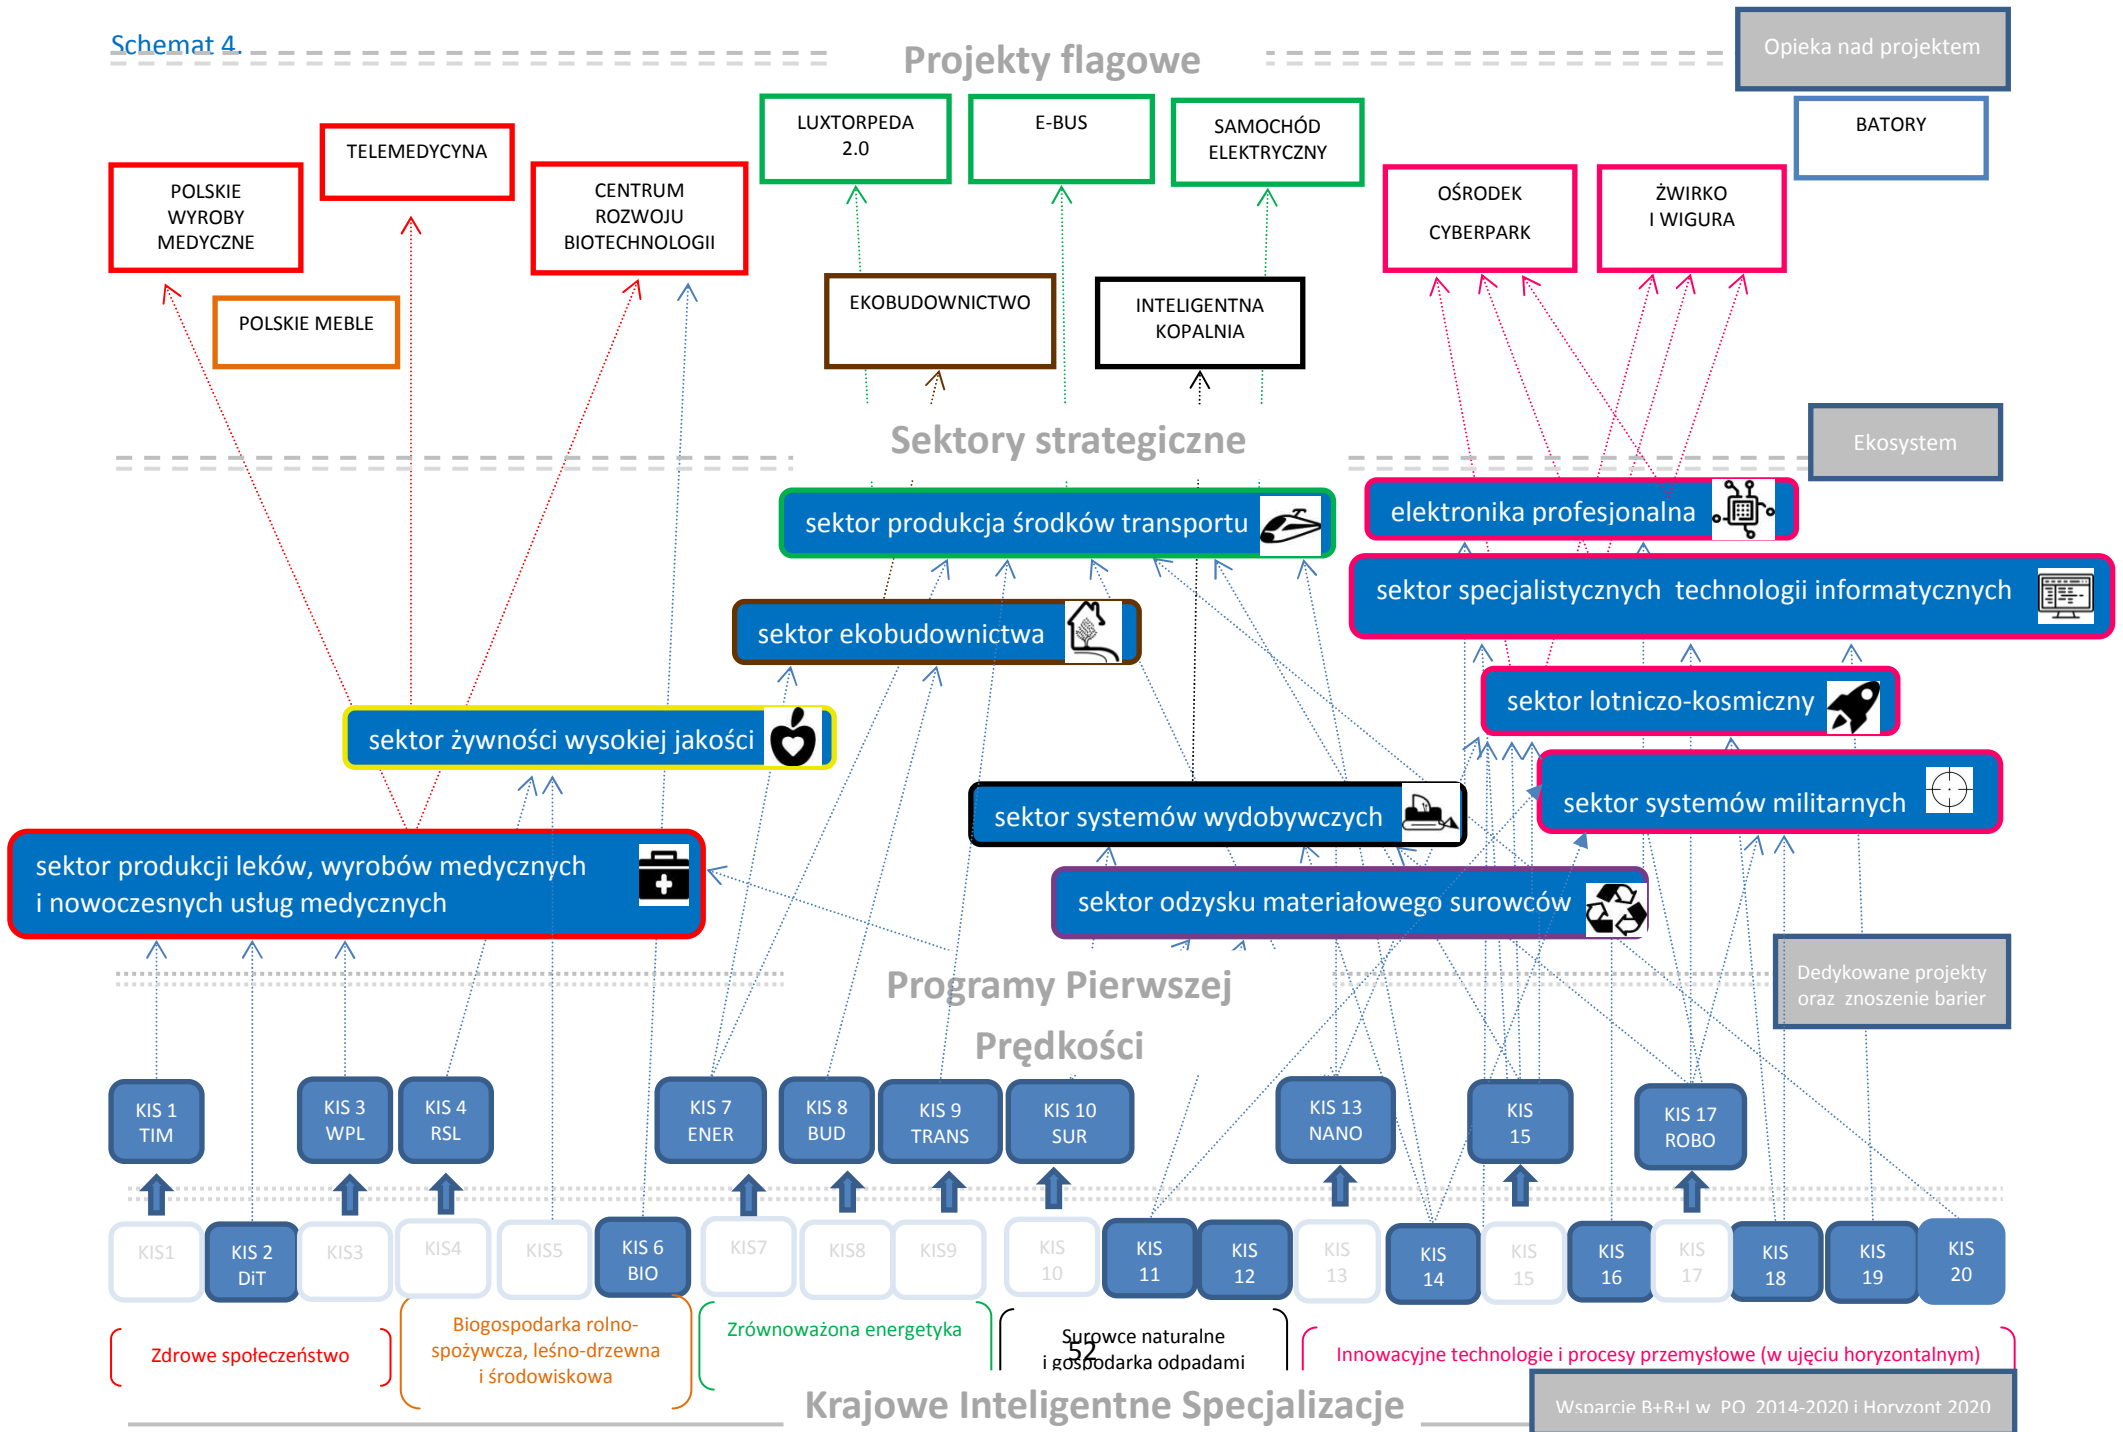 Schemat 4.
Projekty flagowe
Opieka nad projektem
LUXTORPEDA
2.0
E-BUS
SAMOCHÓD
ELEKTRYCZNY
BATORY
TELEMEDYCYNA
POLSKIE
WYROBY
MEDYCZNE
CENTRUM
ROZWOJU
BIOTECHNOLOGII
OŚRODEK
CYBERPARK
ŻWIRKO
I WIGURA
POLSKIE MEBLE
EKOBUDOWNICTWO
INTELIGENTNA
KOPALNIA
Sektory strategiczne
Ekosystem
sektor produkcja środków transportu
elektronika profesjonalna
sektor specjalistycznych technologii informatycznych
sektor ekobudownictwa
sektor lotniczo-kosmiczny
sektor żywności wysokiej jakości
sektor systemów wydobywczych
sektor systemów militarnych
sektor produkcji leków, wyrobów medycznych
i nowoczesnych usług medycznych
sektor odzysku materiałowego surowców
Programy Pierwszej
Prędkości
Dedykowane projekty
oraz znoszenie barier
KIS 1
TIM
KIS 3
WPL
KIS 4
RSL
KIS 7
ENER
KIS 8
BUD
KIS 9
TRANS
KIS 10
SUR
KIS 13
NANO
KIS
15
KIS 17
ROBO
KIS1
KIS 2
DiT
KIS3
KIS4
KIS5
KIS 6
BIO
KIS7
KIS8
KIS9
KIS
10
KIS
11
KIS
12
KIS
13
KIS
14
KIS
15
KIS
16
KIS
17
KIS
18
KIS
19
KIS
20
Zdrowe społeczeństwo
Biogospodarka rolno-
spożywcza, leśno-drzewna
i środowiskowa
Zrównoważona energetyka
Surowce naturalne
i gospodarka odpadami
52
Innowacyjne technologie i procesy przemysłowe (w ujęciu horyzontalnym)
Krajowe Inteligentne Specjalizacje
Wsparcie B+R+I w PO 2014-2020 i Horyzont 2020